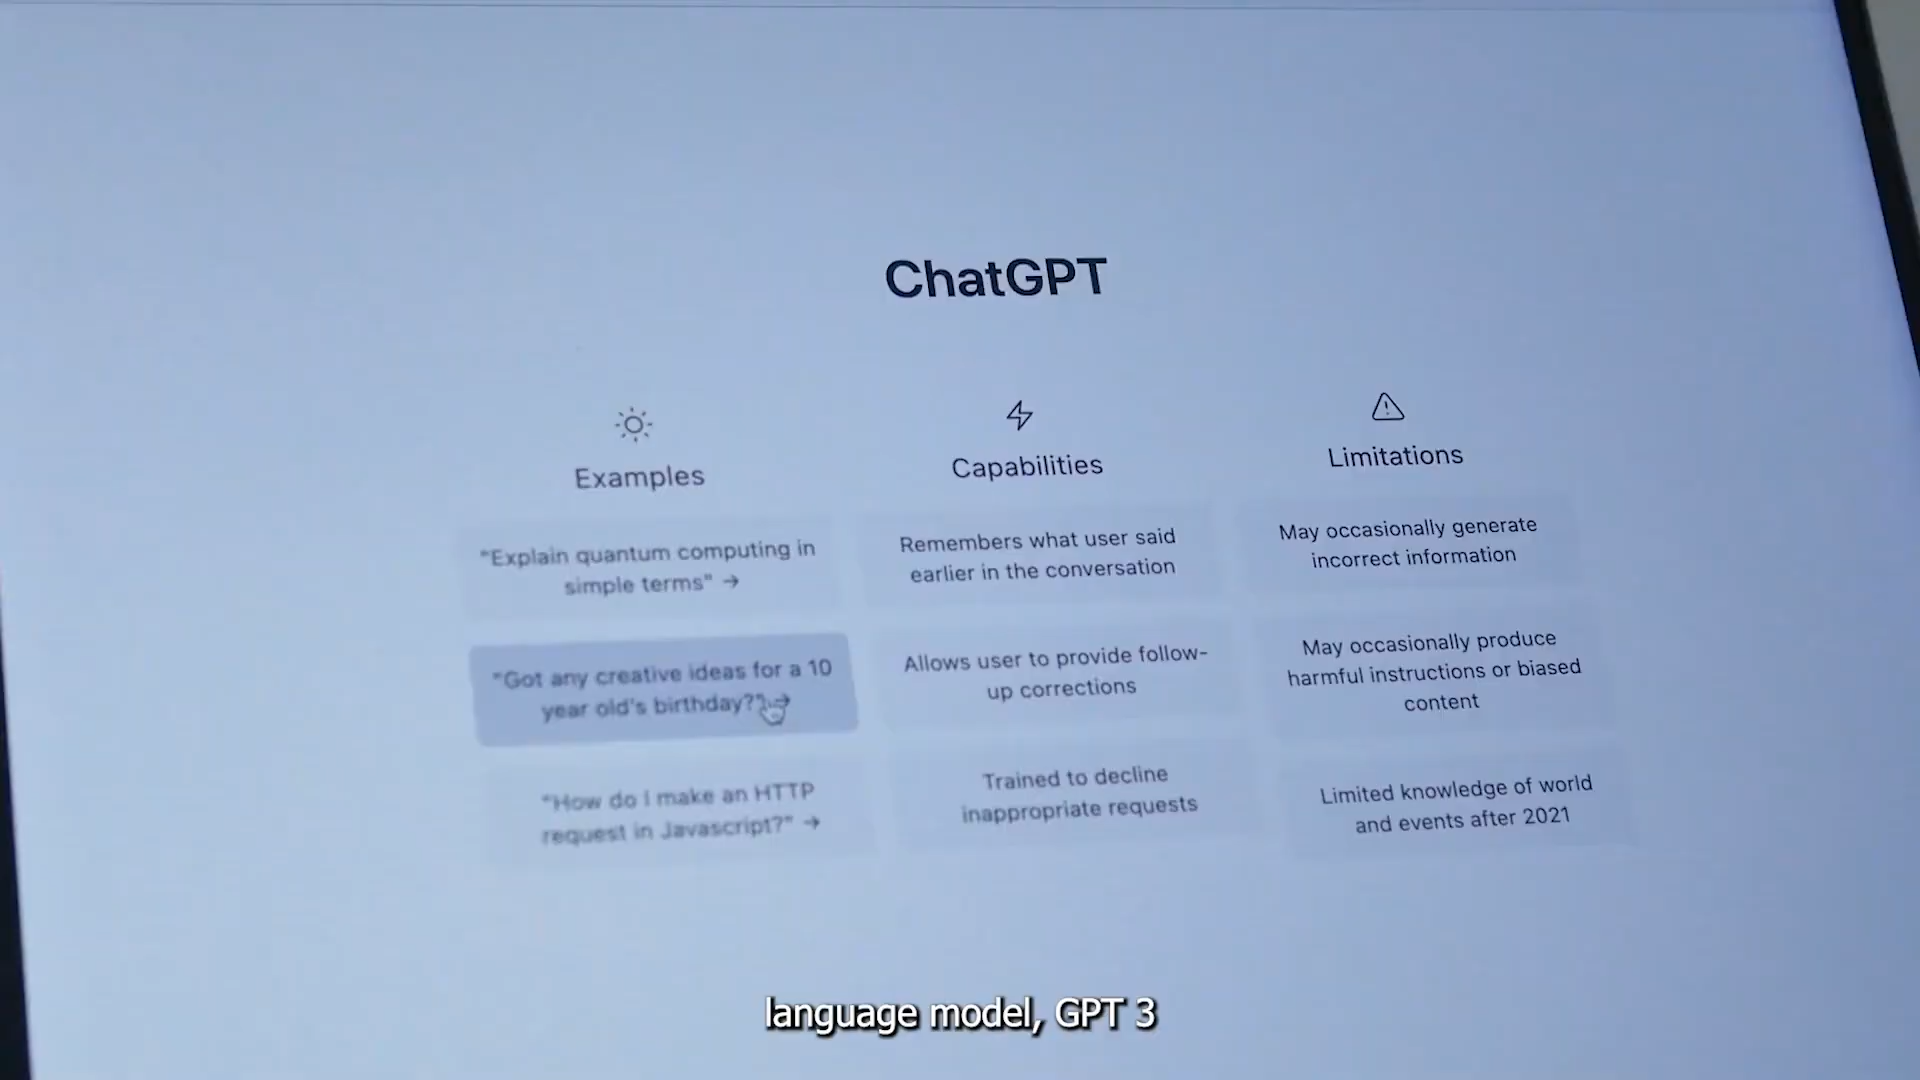 ChatGPT
Examples
"Explain quantum computing in
simple terms" →
"Got any creative ideas for a 10
year old's birthday?" →
"How do I make an HTTP
request in Javascript?" →
Capabilities
Remembers what user said
earlier in the conversation
Allows user to provide follow-
up corrections
Trained to decline
inappropriate requests
Limitations
May occasionally generate
incorrect information
May occasionally produce
harmful instructions or biased
content
Limited knowledge of world
and events after 2021
language model, GPT 3